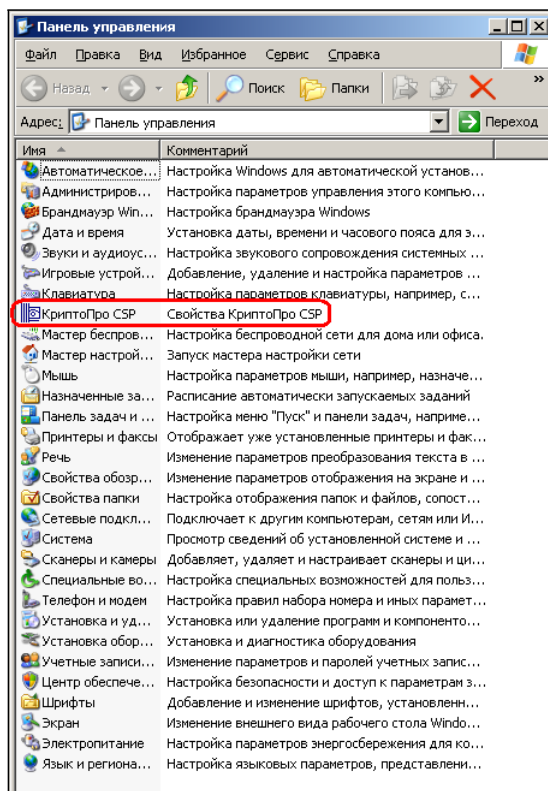 Панель управления
Файл Правка Вид Избранное Сервис Справка
Назад Поиск Папки »
Адрес: Панель управления Переход
Имя Комментарий
Автоматическое... Настройка Windows для автоматической установ...
Администриров... Настройка параметров управления этого компью...
Брандмауэр Win... Настройка брандмауэра Windows
Дата и время Установка даты, времени и часового пояса для э...
Звуки и аудиоус... Настройка звукового сопровождения системных ...
Игровые устрой... Добавление, удаление и настройка параметров ...
Клавиатура Настройка параметров клавиатуры, например, с...
КриптоПро CSP Свойства КриптоПро CSP
Мастер беспров... Настройка беспроводной сети для дома или офиса.
Мастер настрой... Запуск мастера настройки сети
Мышь Настройка параметров мыши, например, назначе...
Назначенные за... Расписание автоматически запускаемых заданий
Панель задач и ... Настройка меню "Пуск" и панели задач, наприме...
Принтеры и факсы Отображает уже установленные принтеры и фак...
Речь Изменение параметров преобразования текста в ...
Свойства обозр... Изменение параметров отображения на экране и ...
Свойства папки Настройка отображения папок и файлов, сопост...
Сетевые подкл... Подключает к другим компьютерам, сетям или И...
Система Просмотр сведений об установленной системе и ...
Сканеры и камеры Добавляет, удаляет и настраивает сканеры и ци...
Специальные во... Настройка специальных возможностей для польз...
Телефон и модем Настройка правил набора номера и иных парамет...
Установка и уд... Установка или удаление программ и компоненто...
Установка обор... Установка и диагностика оборудования
Учетные записи... Изменение параметров и паролей учетных запис...
Центр обеспече... Настройка безопасности и доступ к параметрам з...
Шрифты Добавление и изменение шрифтов, установленн...
Экран Изменение внешнего вида рабочего стола Windo...
Электропитание Настройка параметров энергосбережения для ко...
Язык и региона... Настройка языковых параметров, представлени...